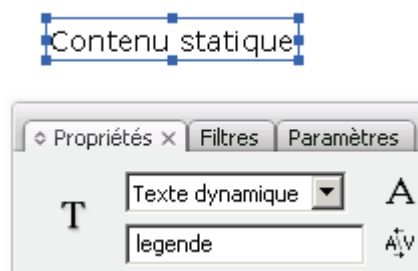 Contenu statique
Propriétés Filtres Paramètres
T Texte dynamique A
legende A\V